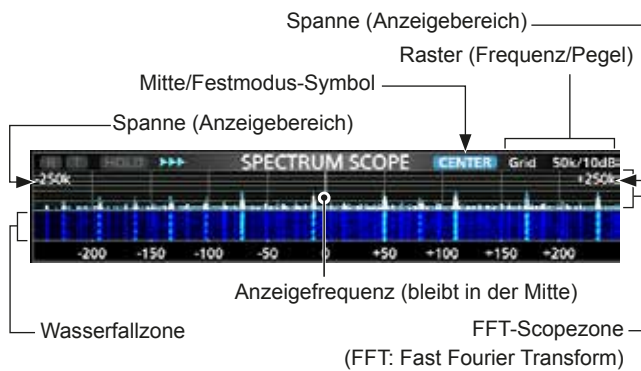 Spanne (Anzeigebereich)
Raster (Frequenz/Pegel)
Mitte/Festmodus-Symbol
Spanne (Anzeigebereich)
HOLD SPECTRUM SCOPE CENTER Grid 50k/10dB
-250k +250k
-200 -150 -100 -50 0 +50 +100 +150 +200
Anzeigefrequenz (bleibt in der Mitte)
Wasserfallzone
FFT-Scopezone
(FFT: Fast Fourier Transform)